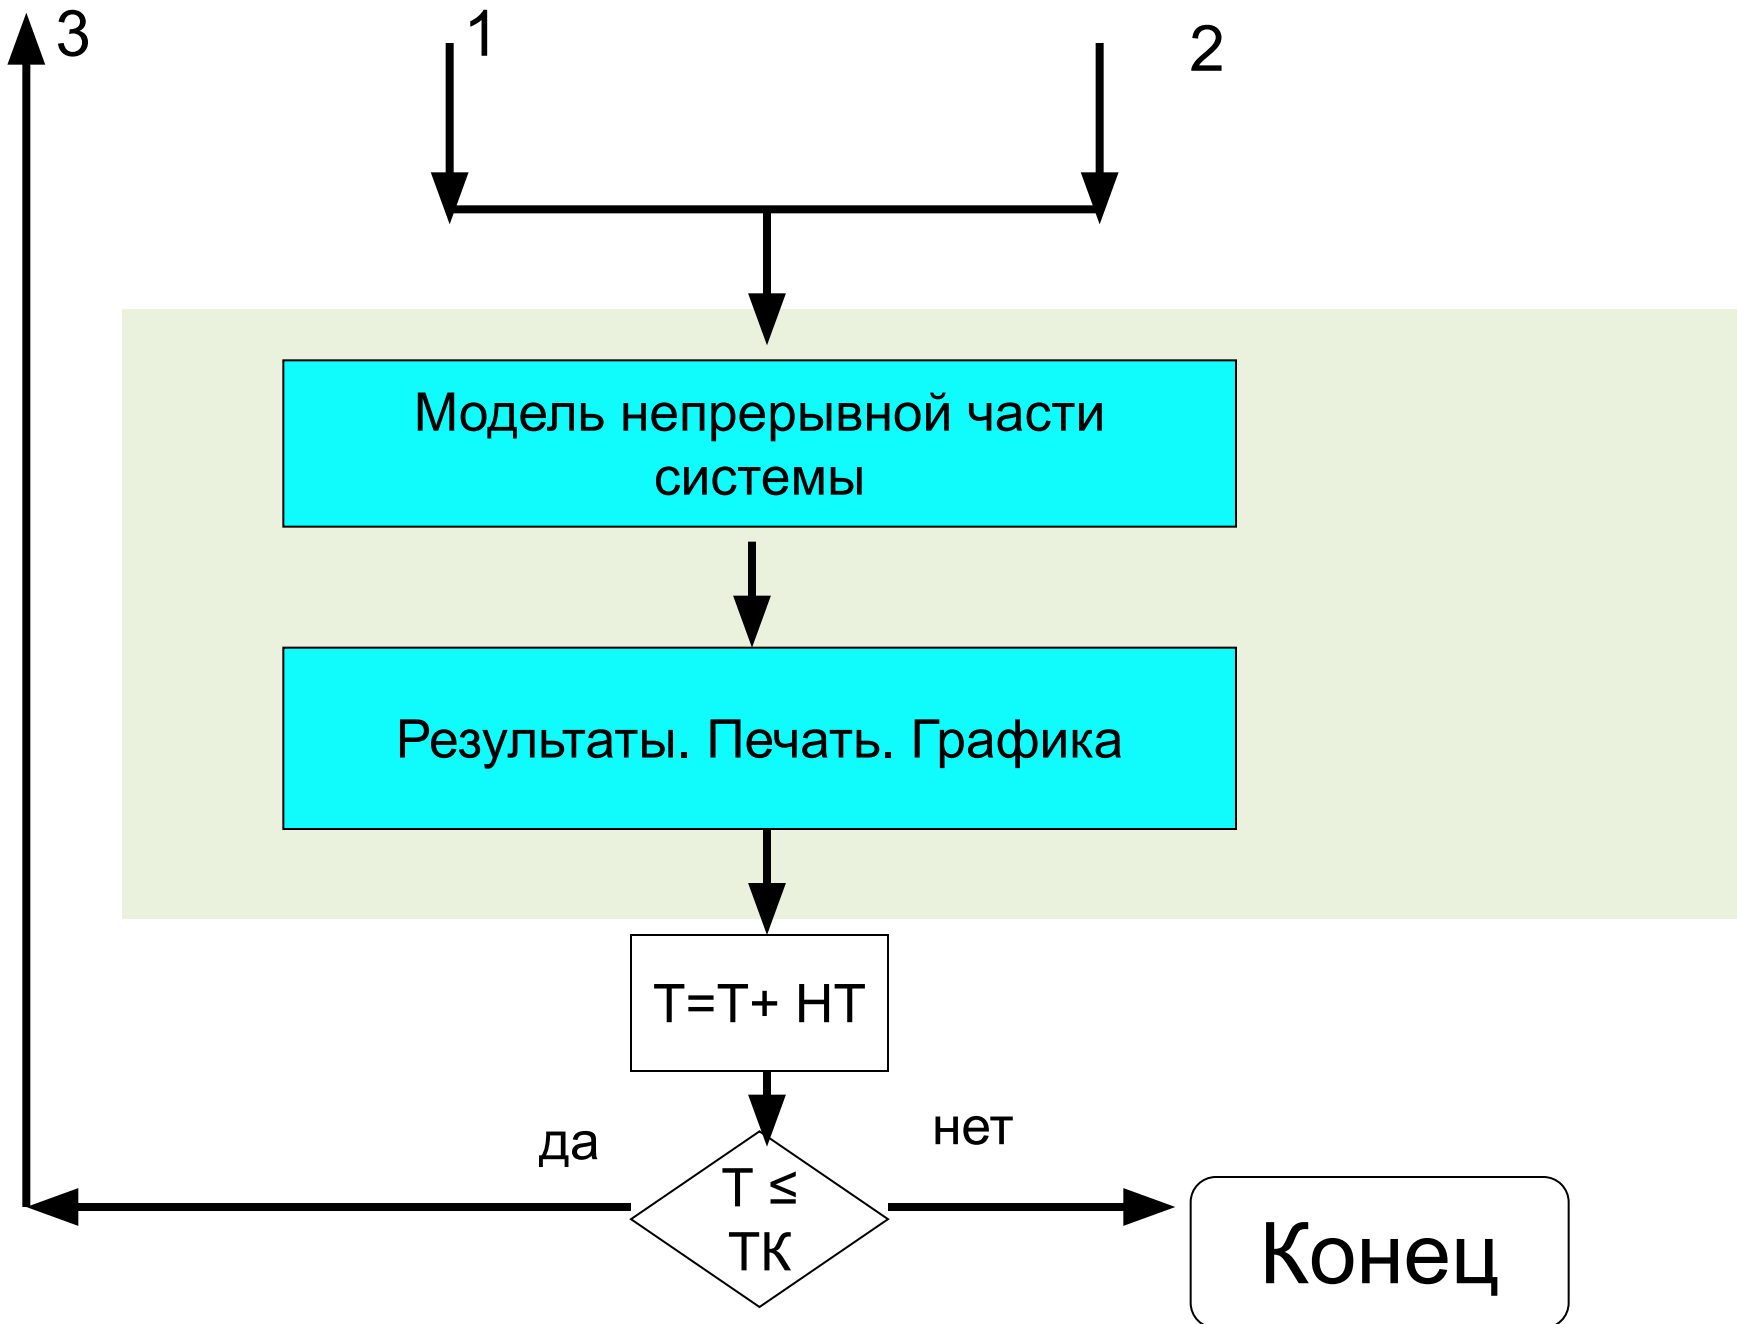 3
1
2
Модель непрерывной части
системы
Результаты. Печать. Графика
Т=Т+ НТ
да
нет
Т ≤
ТК
Конец